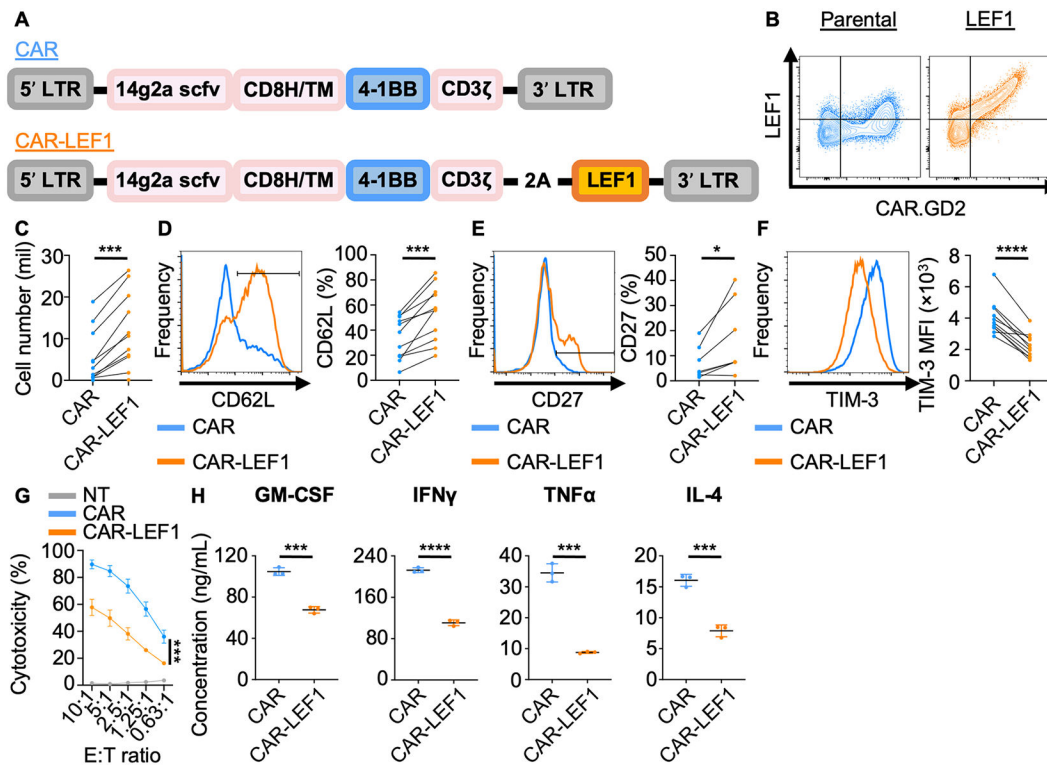 A
CAR
5′ LTR 14g2a scfv CD8H/TM 4-1BB CD3ζ 3′ LTR
CAR-LEF1
5′ LTR 14g2a scfv CD8H/TM 4-1BB CD3ζ 2A LEF1 3′ LTR
B
Parental LEF1
LEF1
CAR.GD2
C
Cell number (mil)
30
20
10
0
***
CAR
CAR-LEF1
D
Frequency
CD62L
CD62L (%)
100
80
60
40
20
0
***
CAR
CAR-LEF1
CAR
CAR-LEF1
E
Frequency
CD27
CD27 (%)
50
40
30
20
10
0
*
CAR
CAR-LEF1
CAR
CAR-LEF1
F
Frequency
TIM-3
TIM-3 MFI (×10³)
8
6
4
2
0
****
CAR
CAR-LEF1
CAR
CAR-LEF1
G
NT
CAR
CAR-LEF1
Cytotoxicity (%)
100
80
60
40
20
0
***
10:1
5:1
2.5:1
1.25:1
0.63:1
E:T ratio
H
Concentration (ng/mL)
GM-CSF
120
80
40
0
***
CAR
CAR-LEF1
IFNγ
240
160
80
0
****
CAR
CAR-LEF1
TNFα
40
30
20
10
0
***
CAR
CAR-LEF1
IL-4
20
15
10
5
0
***
CAR
CAR-LEF1